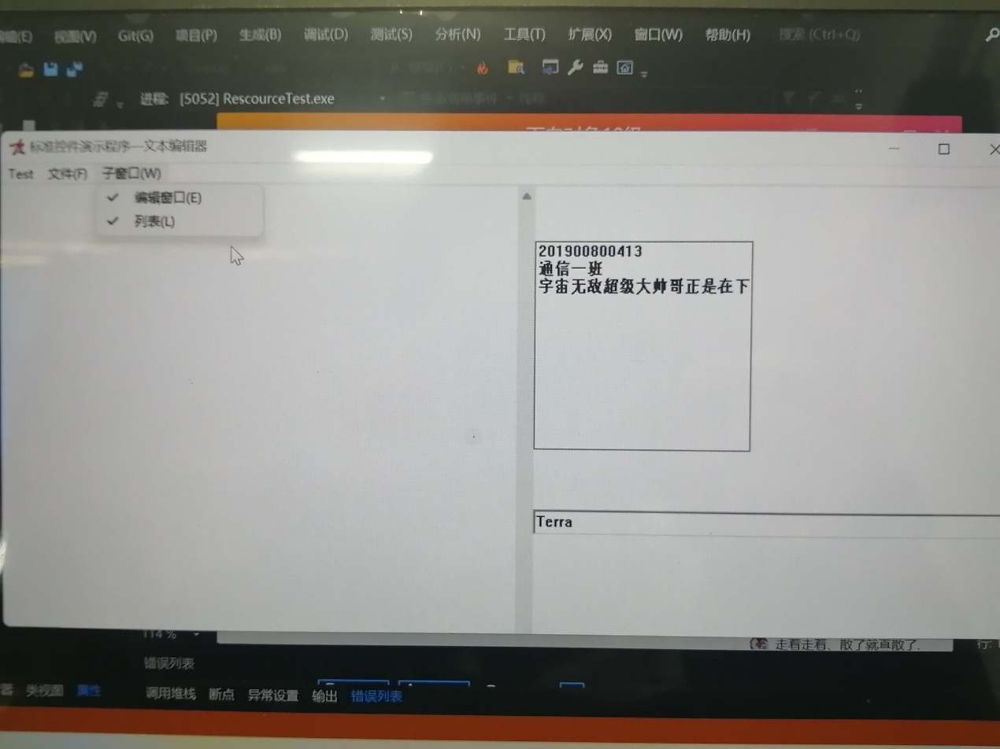 视图(V) Git(G) 项目(P) 生成(B) 调试(D) 测试(S) 分析(N) 工具(T) 扩展(X) 窗口(W) 帮助(H) 搜索 (Ctrl+Q)
进程: [5052] RescourceTest.exe
标准控件演示程序—文本编辑器
Test 文件(F) 子窗口(W)
编辑窗口(E)
列表(L)
201900800413
通信一班
宇宙无敌超级大帅哥正是在下
Terra
114 %
走着走着、散了就真散了.
错误列表
类视图 属性 调用堆栈 断点 异常设置 输出 错误列表